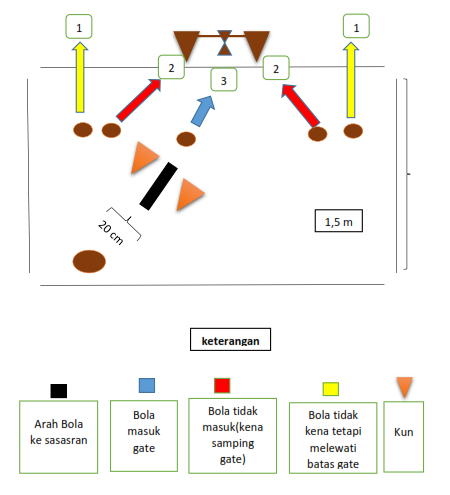 1
1
2
2
3
20 cm
1,5 m
keterangan
Arah Bola
ke sasasran
Bola
masuk
gate
Bola tidak
masuk(kena
samping
gate)
Bola tidak
kena tetapi
melewati
batas gate
Kun